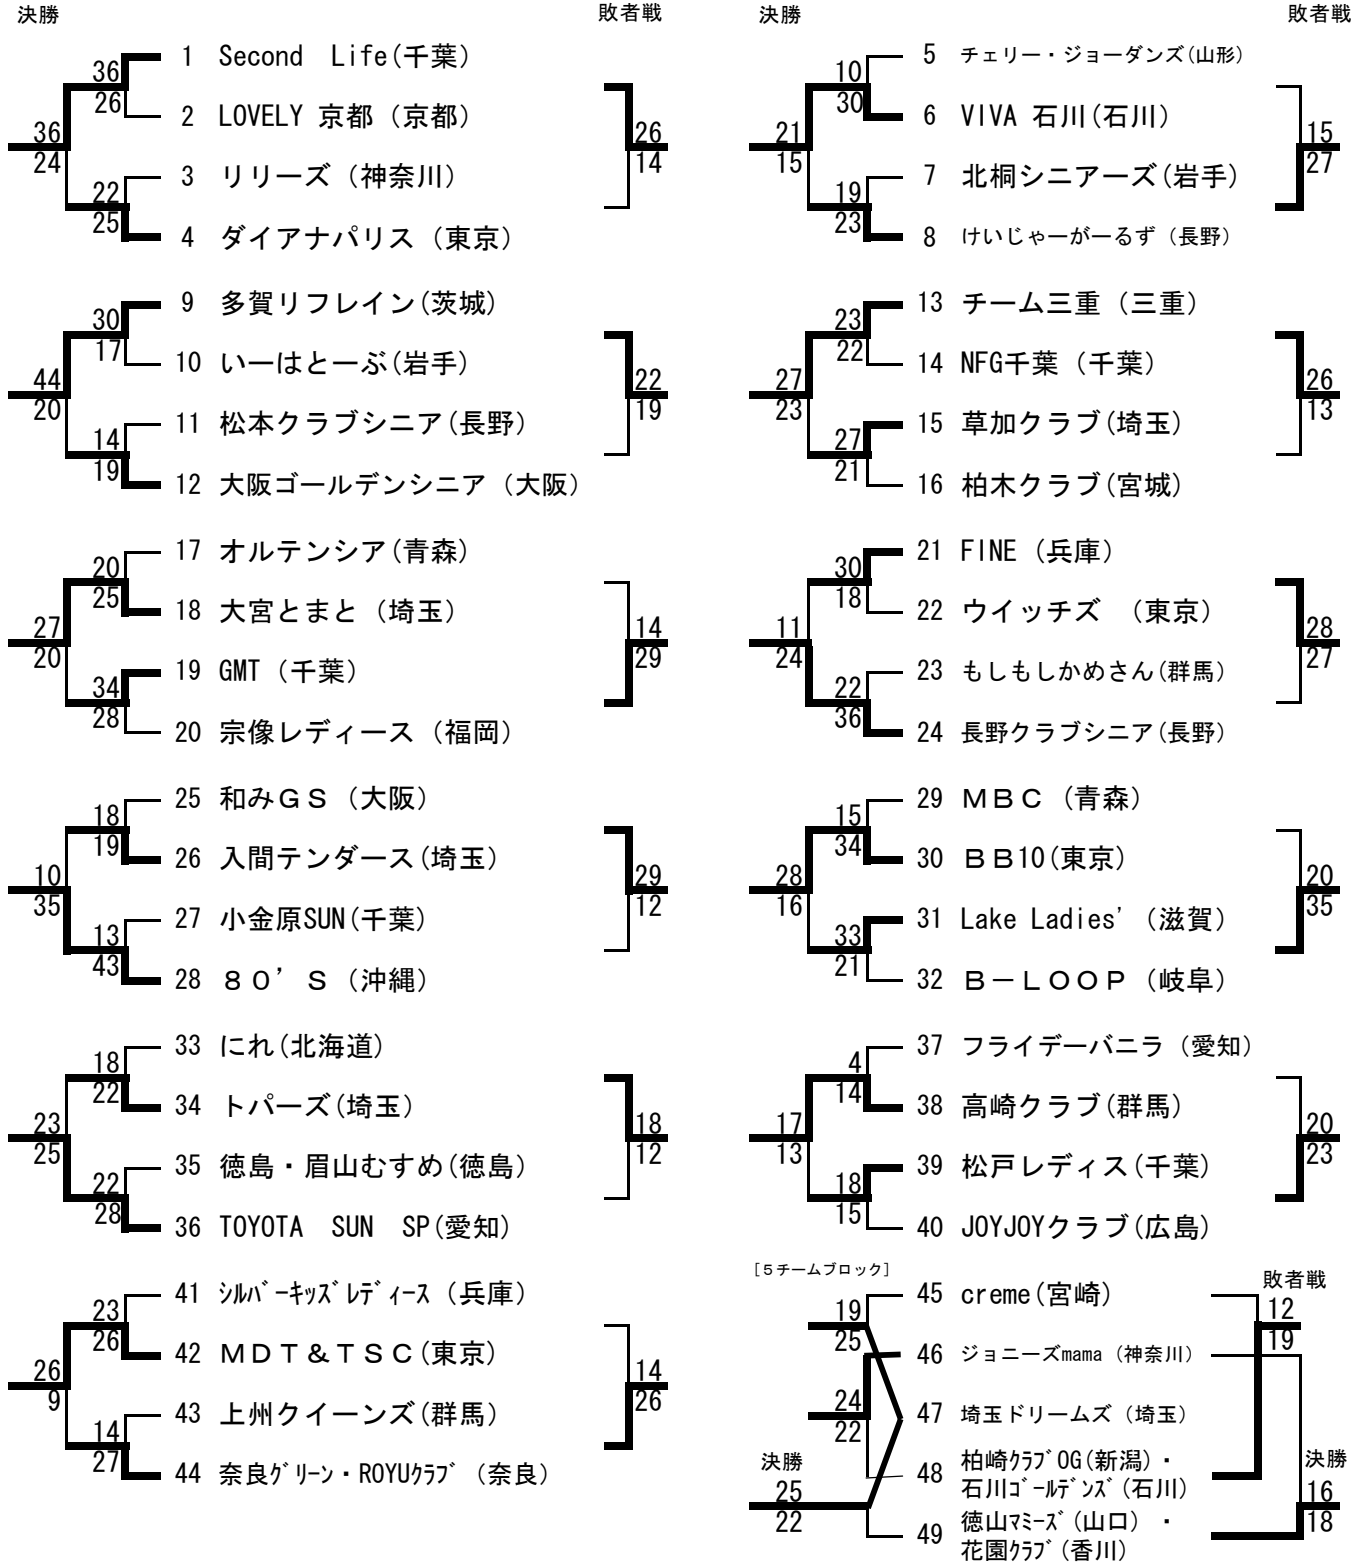 決勝 敗者戦 決勝 敗者戦
36 1 Second Life(千葉)
26 2 LOVELY 京都 (京都)
36 24 26 14
22 3 リリーズ (神奈川)
25 4 ダイアナパリス (東京)
10 5 チェリー・ジョーダンズ(山形)
30 6 VIVA 石川(石川)
21 15 15 27
19 7 北桐シニアーズ(岩手)
23 8 けいじゃーがーるず (長野)
30 9 多賀リフレイン(茨城)
17 10 いーはとーぶ(岩手)
44 20 22 19
14 11 松本クラブシニア(長野)
19 12 大阪ゴールデンシニア (大阪)
23 13 チーム三重 (三重)
22 14 NFG千葉 (千葉)
27 23 26 13
27 15 草加クラブ(埼玉)
21 16 柏木クラブ(宮城)
20 17 オルテンシア(青森)
25 18 大宮とまと (埼玉)
27 20 14 29
34 19 GMT (千葉)
28 20 宗像レディース (福岡)
30 21 FINE (兵庫)
18 22 ウイッチズ (東京)
11 24 28 27
22 23 もしもしかめさん(群馬)
36 24 長野クラブシニア(長野)
18 25 和みGS (大阪)
19 26 入間テンダース(埼玉)
10 35 29 12
13 27 小金原SUN(千葉)
43 28 80'S (沖縄)
15 29 MBC (青森)
34 30 BB10(東京)
28 16 20 35
33 31 Lake Ladies' (滋賀)
21 32 B-LOOP (岐阜)
18 33 にれ(北海道)
22 34 トパーズ(埼玉)
23 25 18 12
22 35 徳島・眉山むすめ(徳島)
28 36 TOYOTA SUN SP(愛知)
4 37 フライデーバニラ (愛知)
14 38 高崎クラブ(群馬)
17 13 20 23
18 39 松戸レディス(千葉)
15 40 JOYJOYクラブ(広島)
23 41 ｼﾙﾊﾞｰｷｯｽﾞﾚﾃﾞｨｰｽ (兵庫)
26 42 MDT&TSC(東京)
26 9 14 26
14 43 上州クイーンズ(群馬)
27 44 奈良ｸﾞﾘｰﾝ・ROYUｸﾗﾌﾞ (奈良)
[5チームブロック] 敗者戦
19 45 creme(宮崎) 12
25 46 ジョニーズmama (神奈川) 19
24 47 埼玉ドリームズ (埼玉)
22 48 柏崎ｸﾗﾌﾞOG(新潟)・
石川ｺﾞｰﾙﾃﾞﾝｽﾞ(石川)
決勝 決勝
25 16
22 49 徳山ﾏﾐｰｽﾞ(山口) ・ 18
花園ｸﾗﾌﾞ(香川)